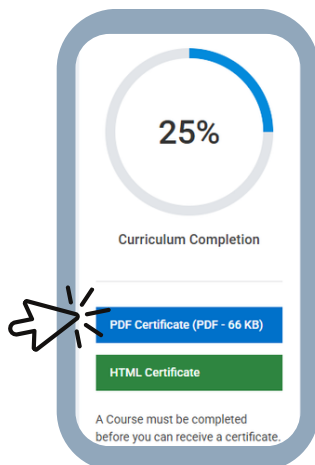 25%
Curriculum Completion
PDF Certificate (PDF - 66 KB)
HTML Certificate
A Course must be completed
before you can receive a certificate.